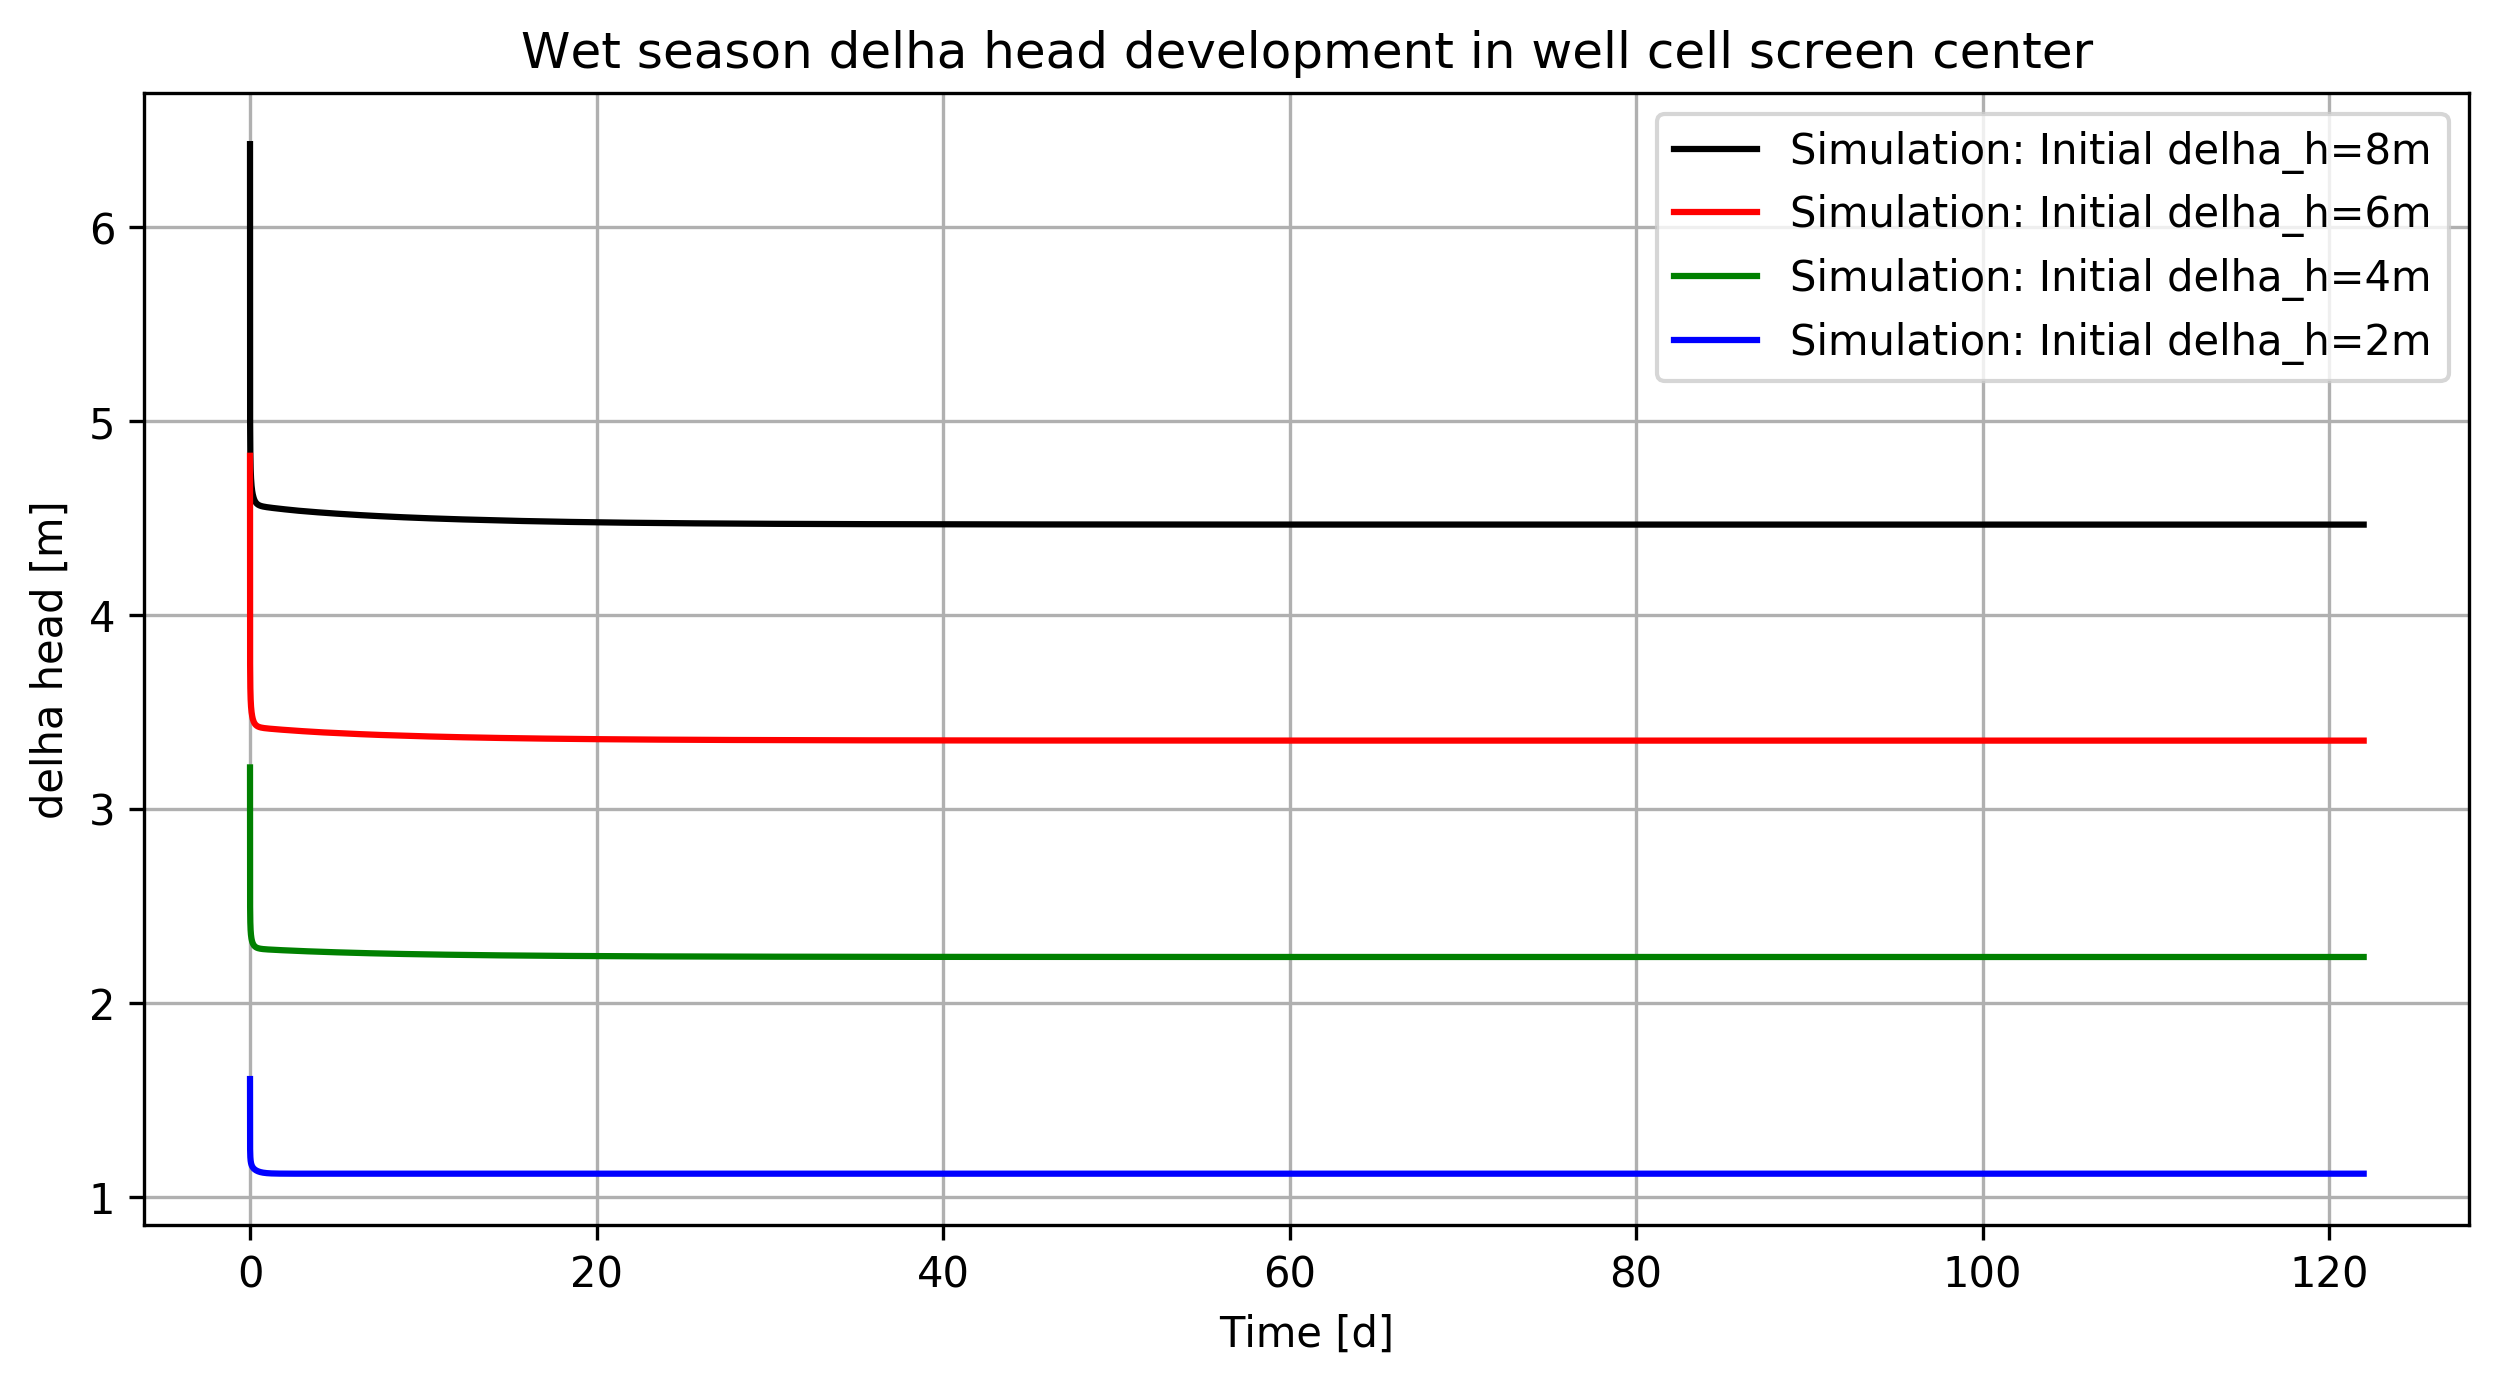 Wet season delha head development in well cell screen center
Simulation: Initial delha_h=8m
Simulation: Initial delha_h=6m
Simulation: Initial delha_h=4m
Simulation: Initial delha_h=2m
delha head [m]
6
5
4
3
2
1
0 20 40 60 80 100 120
Time [d]